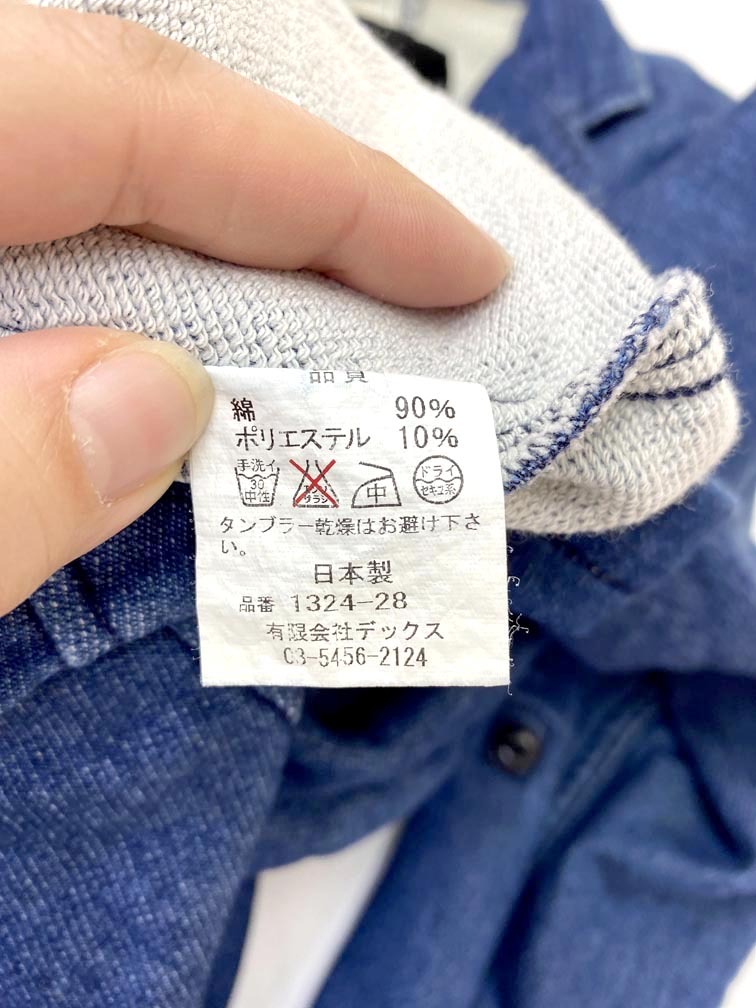 品質
綿 90%
ポリエステル 10%
手洗イ 30 中性
エンソ サラシ
中
ドライ セキユ系
タンブラー乾燥はお避け下さ
い。
日本製
品番 1324-28
有限会社デックス
03-5456-2124